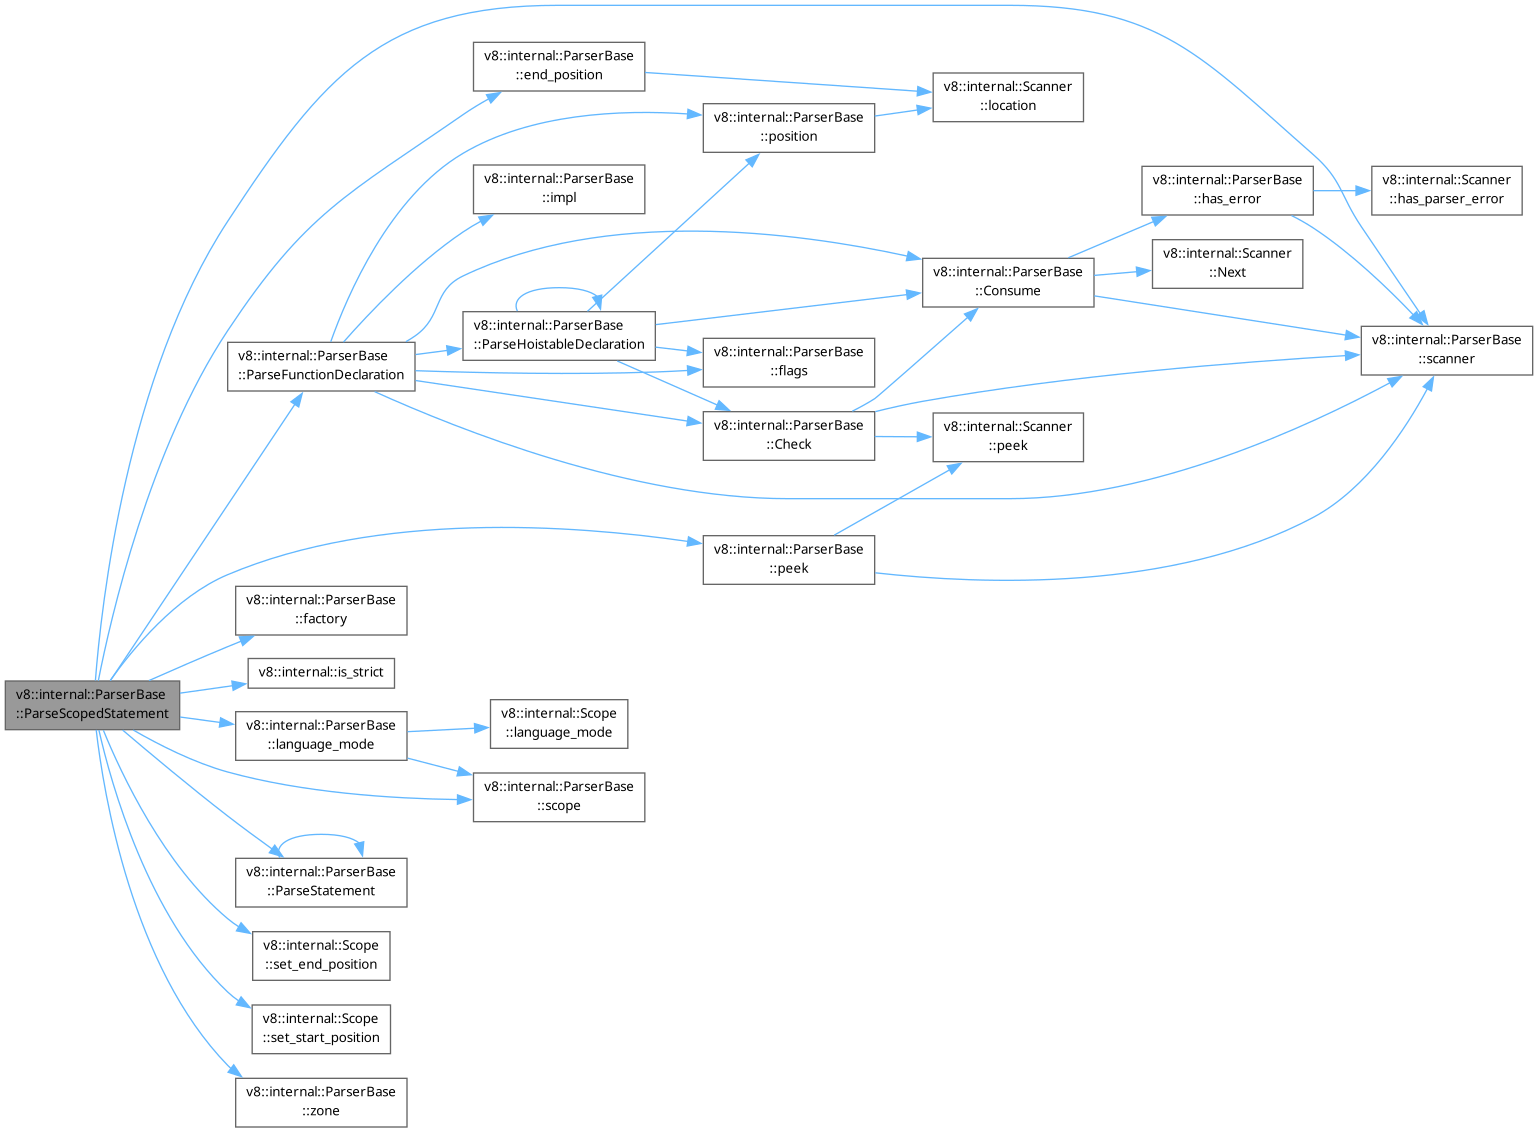 v8::internal::ParserBase
::end_position
v8::internal::Scanner
::location
v8::internal::ParserBase
::position
v8::internal::ParserBase
::impl
v8::internal::ParserBase
::has_error
v8::internal::Scanner
::has_parser_error
v8::internal::Scanner
::Next
v8::internal::ParserBase
::Consume
v8::internal::ParserBase
::ParseHoistableDeclaration
v8::internal::ParserBase
::scanner
v8::internal::ParserBase
::ParseFunctionDeclaration
v8::internal::ParserBase
::flags
v8::internal::ParserBase
::Check
v8::internal::Scanner
::peek
v8::internal::ParserBase
::peek
v8::internal::ParserBase
::factory
v8::internal::is_strict
v8::internal::ParserBase
::ParseScopedStatement
v8::internal::ParserBase
::language_mode
v8::internal::Scope
::language_mode
v8::internal::ParserBase
::scope
v8::internal::ParserBase
::ParseStatement
v8::internal::Scope
::set_end_position
v8::internal::Scope
::set_start_position
v8::internal::ParserBase
::zone